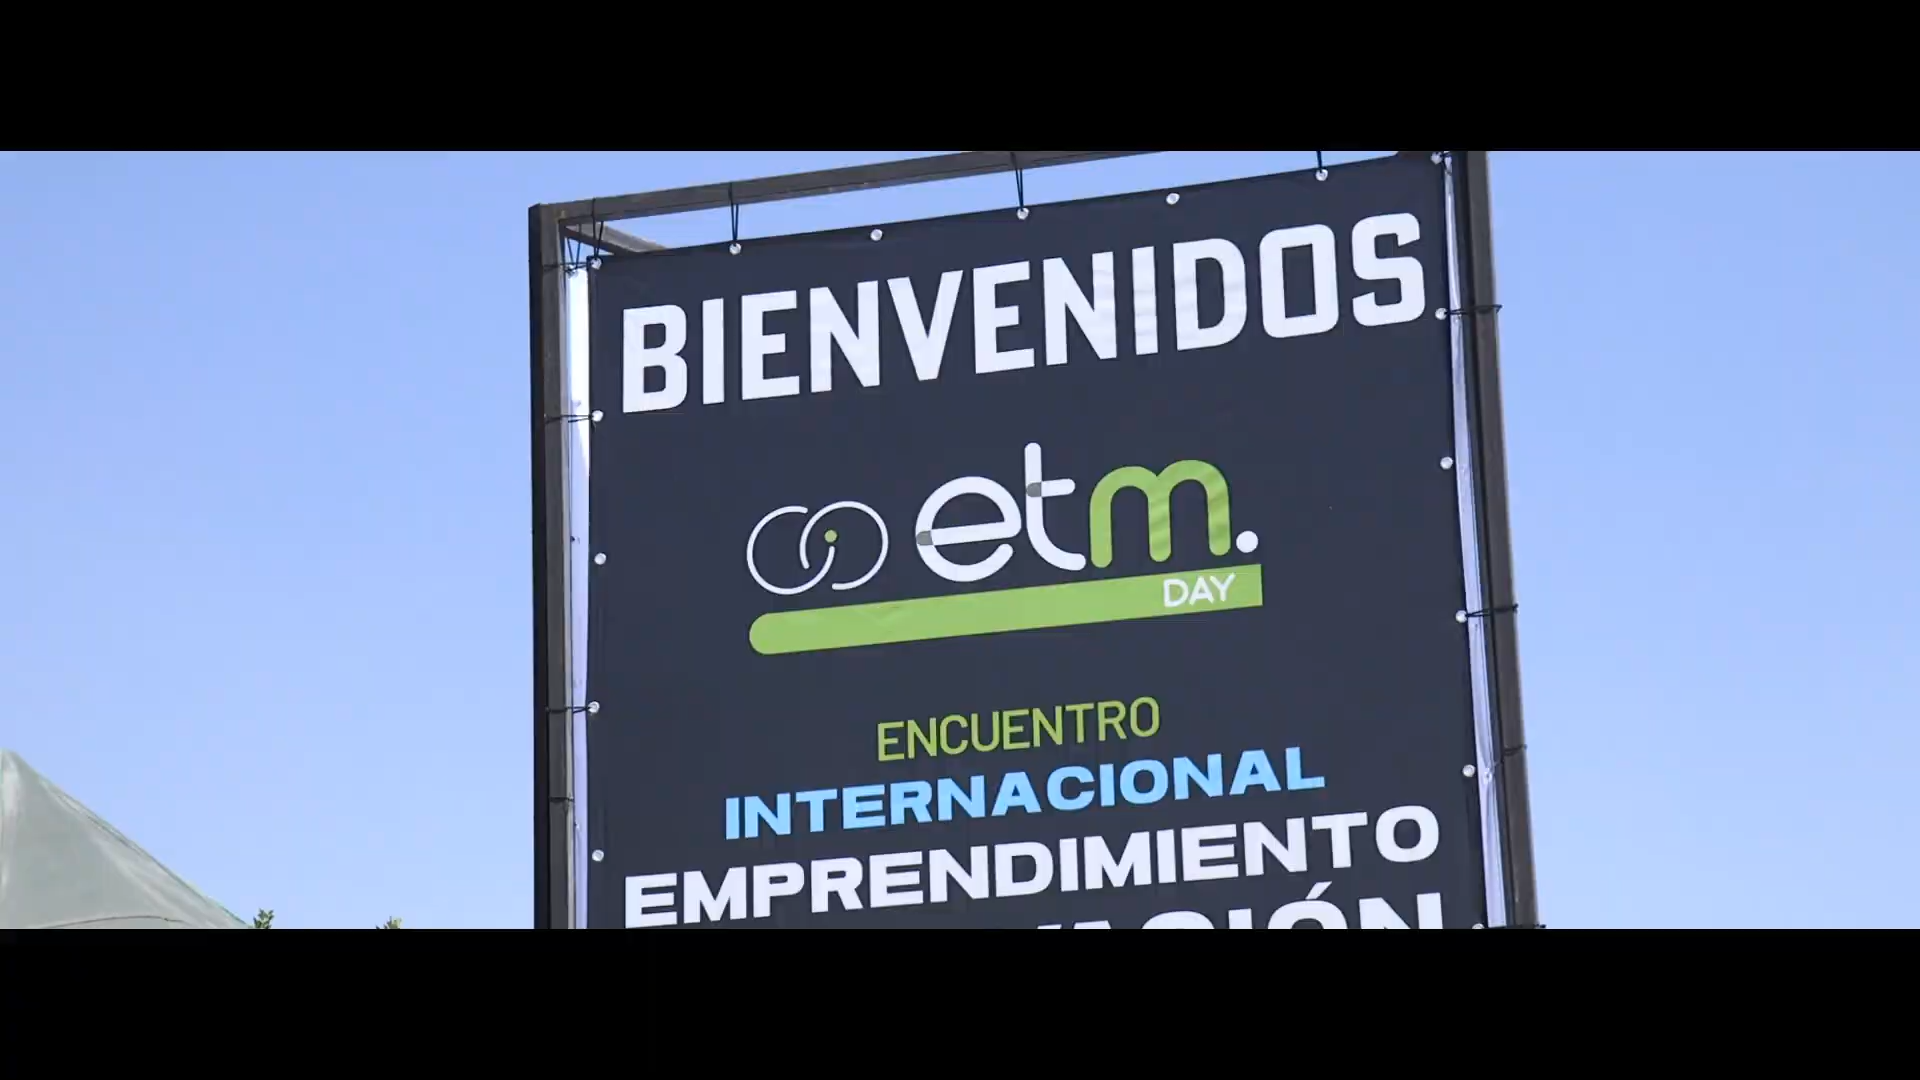 BIENVENIDOS
etm.
DAY
ENCUENTRO
INTERNACIONAL
EMPRENDIMIENTO